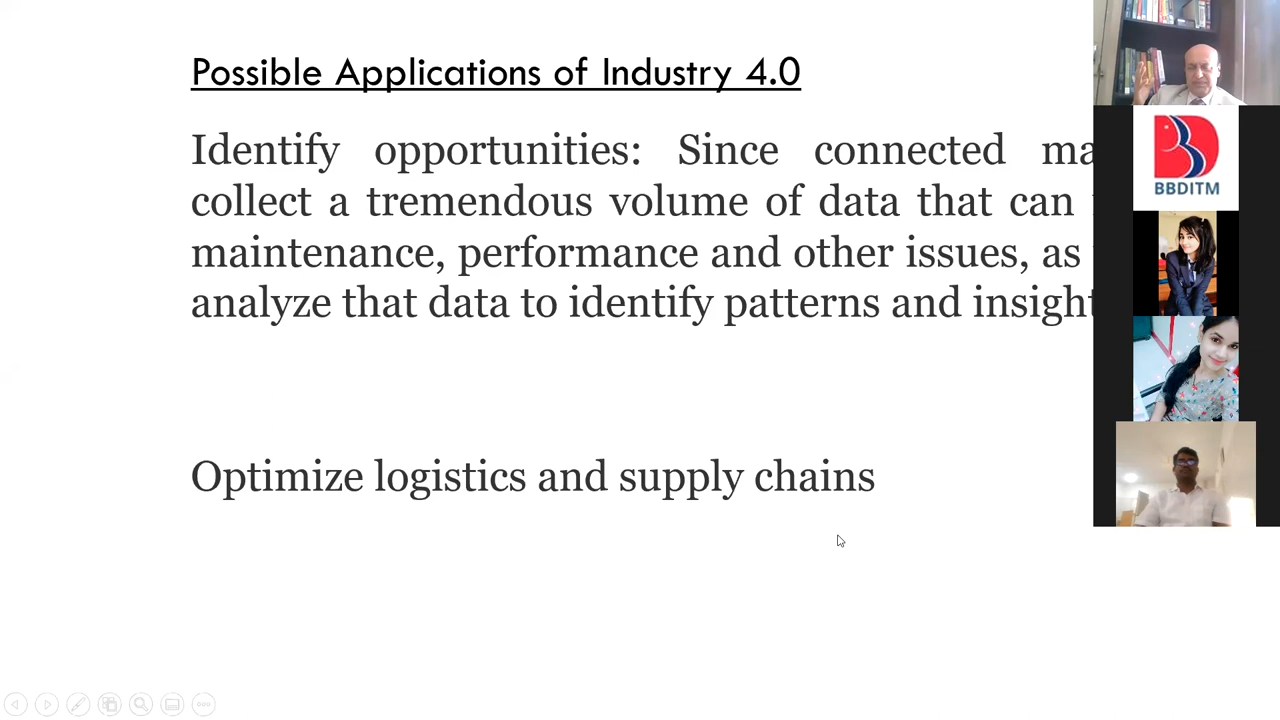 Possible Applications of Industry 4.0
Identify opportunities: Since connected
collect a tremendous volume of data that can
maintenance, performance and other issues, as
analyze that data to identify patterns and
Optimize logistics and supply chains
BBDITM